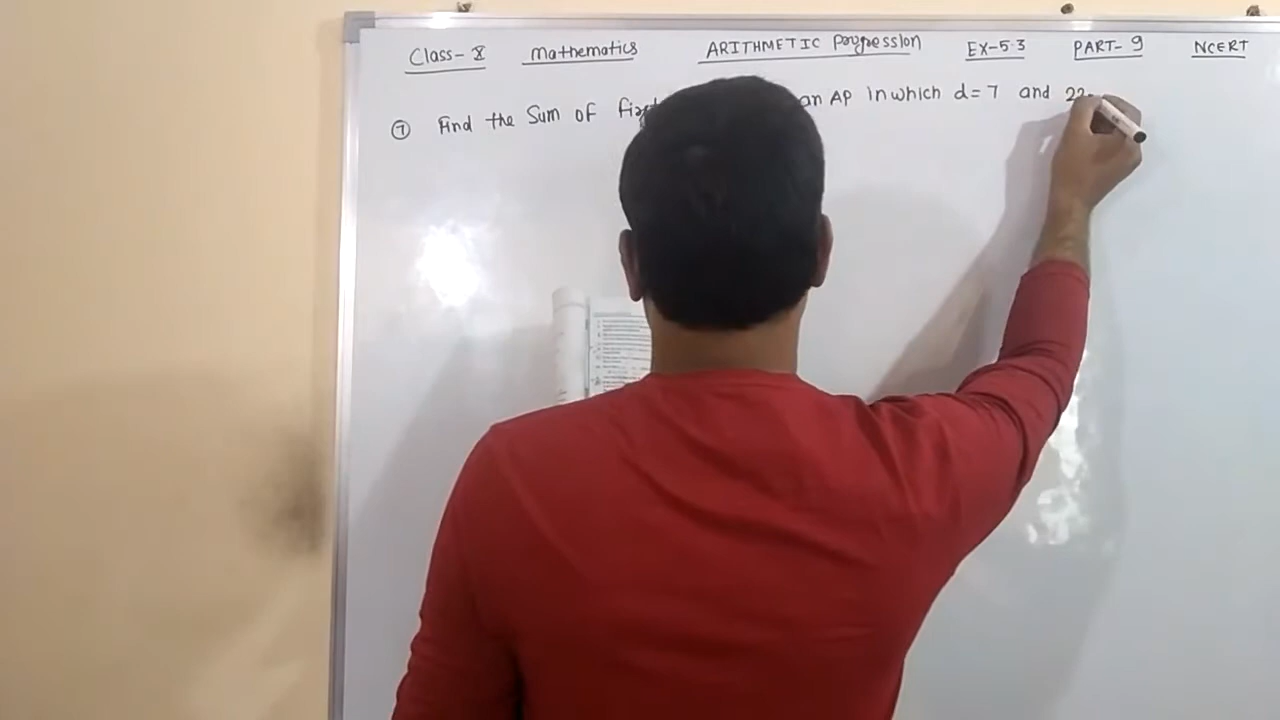 Class- X Mathematics ARITHMETIC Progression EX-5.3 PART- 9 NCERT
7 Find the Sum of first an AP in which d = 7 and 22